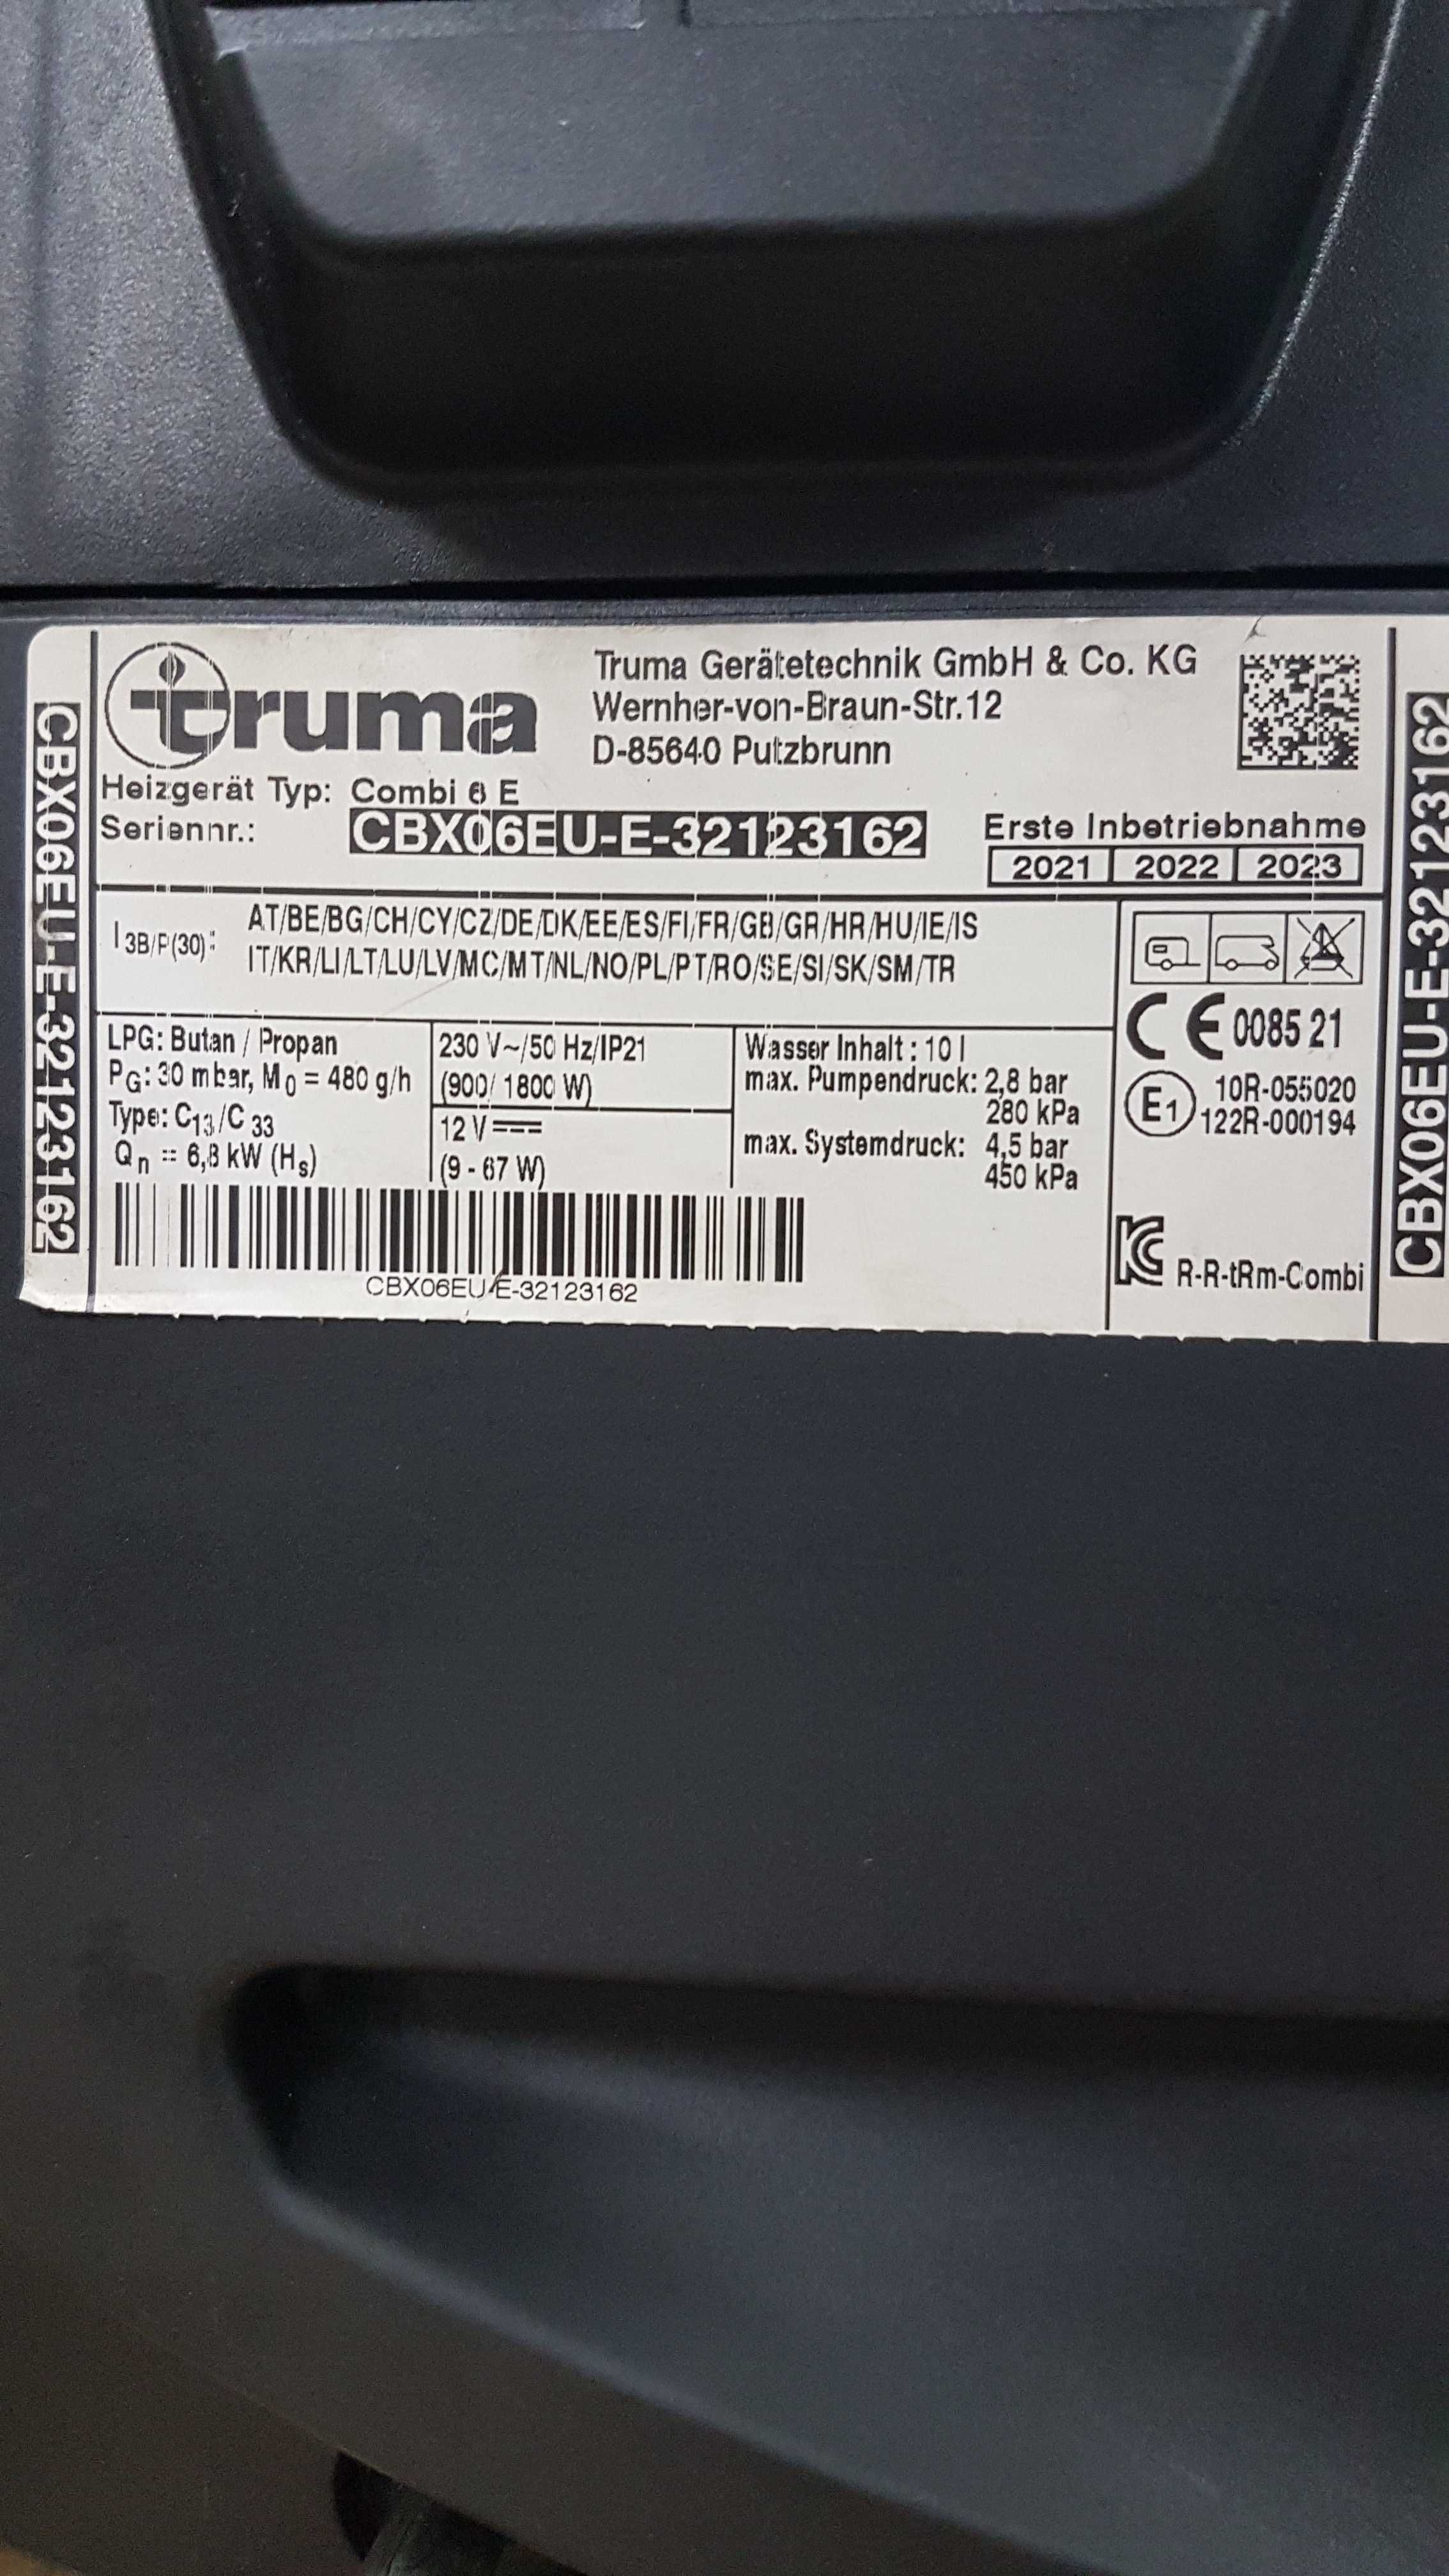 truma
Truma Gerätetechnik GmbH & Co. KG
Wernher-von-Braun-Str.12
D-85640 Putzbrunn
Heizgerät Typ: Combi 6 E
Seriennr.: CBX06EU-E-32123162
Erste Inbetriebnahme
2021 2022 2023
I 3B/P(30): AT/BE/BG/CH/CY/CZ/DE/DK/EE/ES/FI/FR/GB/GR/HR/HU/IE/IS
IT/KR/LI/LT/LU/LV/MC/MT/NL/NO/PL/PT/RO/SE/SI/SK/SM/TR
LPG: Butan / Propan
PG: 30 mbar, M0 = 480 g/h
Type: C13/C33
Qn = 6,8 kW (Hs)
230 V~/50 Hz/IP21
(900/ 1800 W)
12 V⎓
(9 - 67 W)
Wasser Inhalt : 10 l
max. Pumpendruck: 2,8 bar
280 kPa
max. Systemdruck: 4,5 bar
450 kPa
CE 0085 21
E1 10R-055020
122R-000194
KC R-R-tRm-Combi
CBX06EU-E-32123162
CBX06EU-E-32123162
CBX06EU-E-32123162